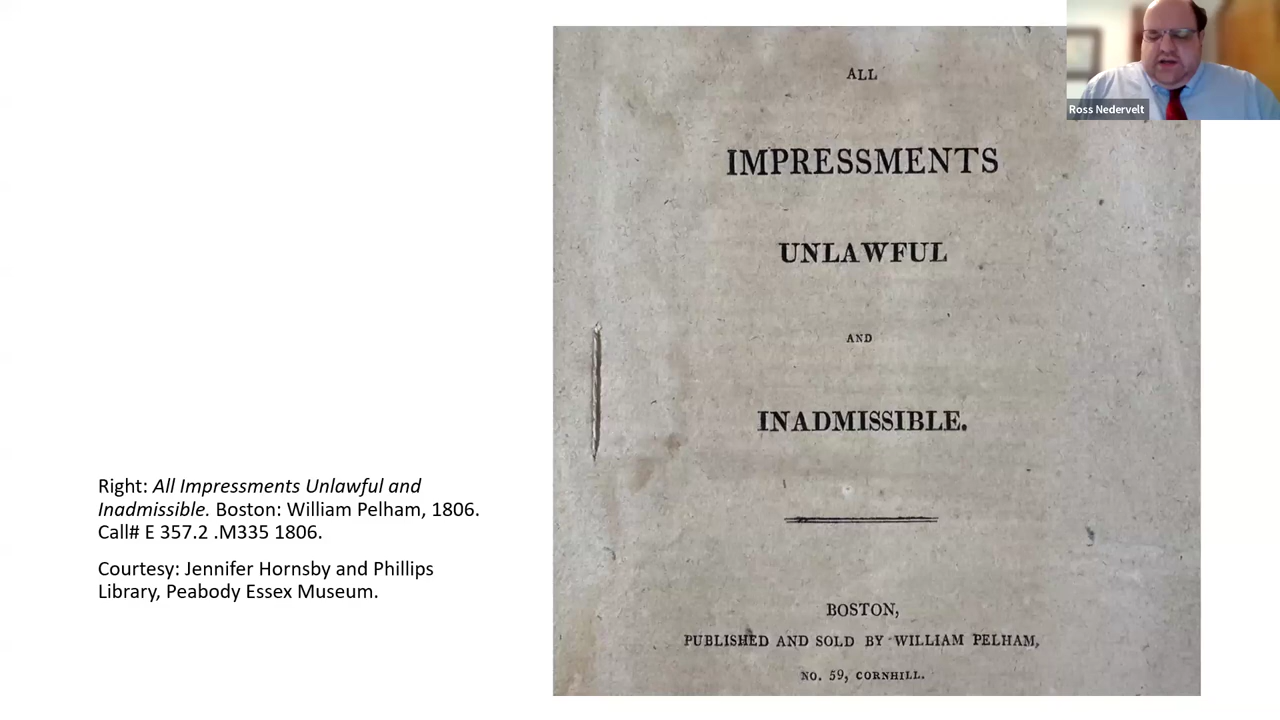 ALL
IMPRESSMENTS
UNLAWFUL
AND
INADMISSIBLE.
BOSTON,
PUBLISHED AND SOLD BY WILLIAM PELHAM,
NO. 59, CORNHILL.
Right: All Impressments Unlawful and
Inadmissible. Boston: William Pelham, 1806.
Call# E 357.2 .M335 1806.
Courtesy: Jennifer Hornsby and Phillips
Library, Peabody Essex Museum.
Ross Nedervelt